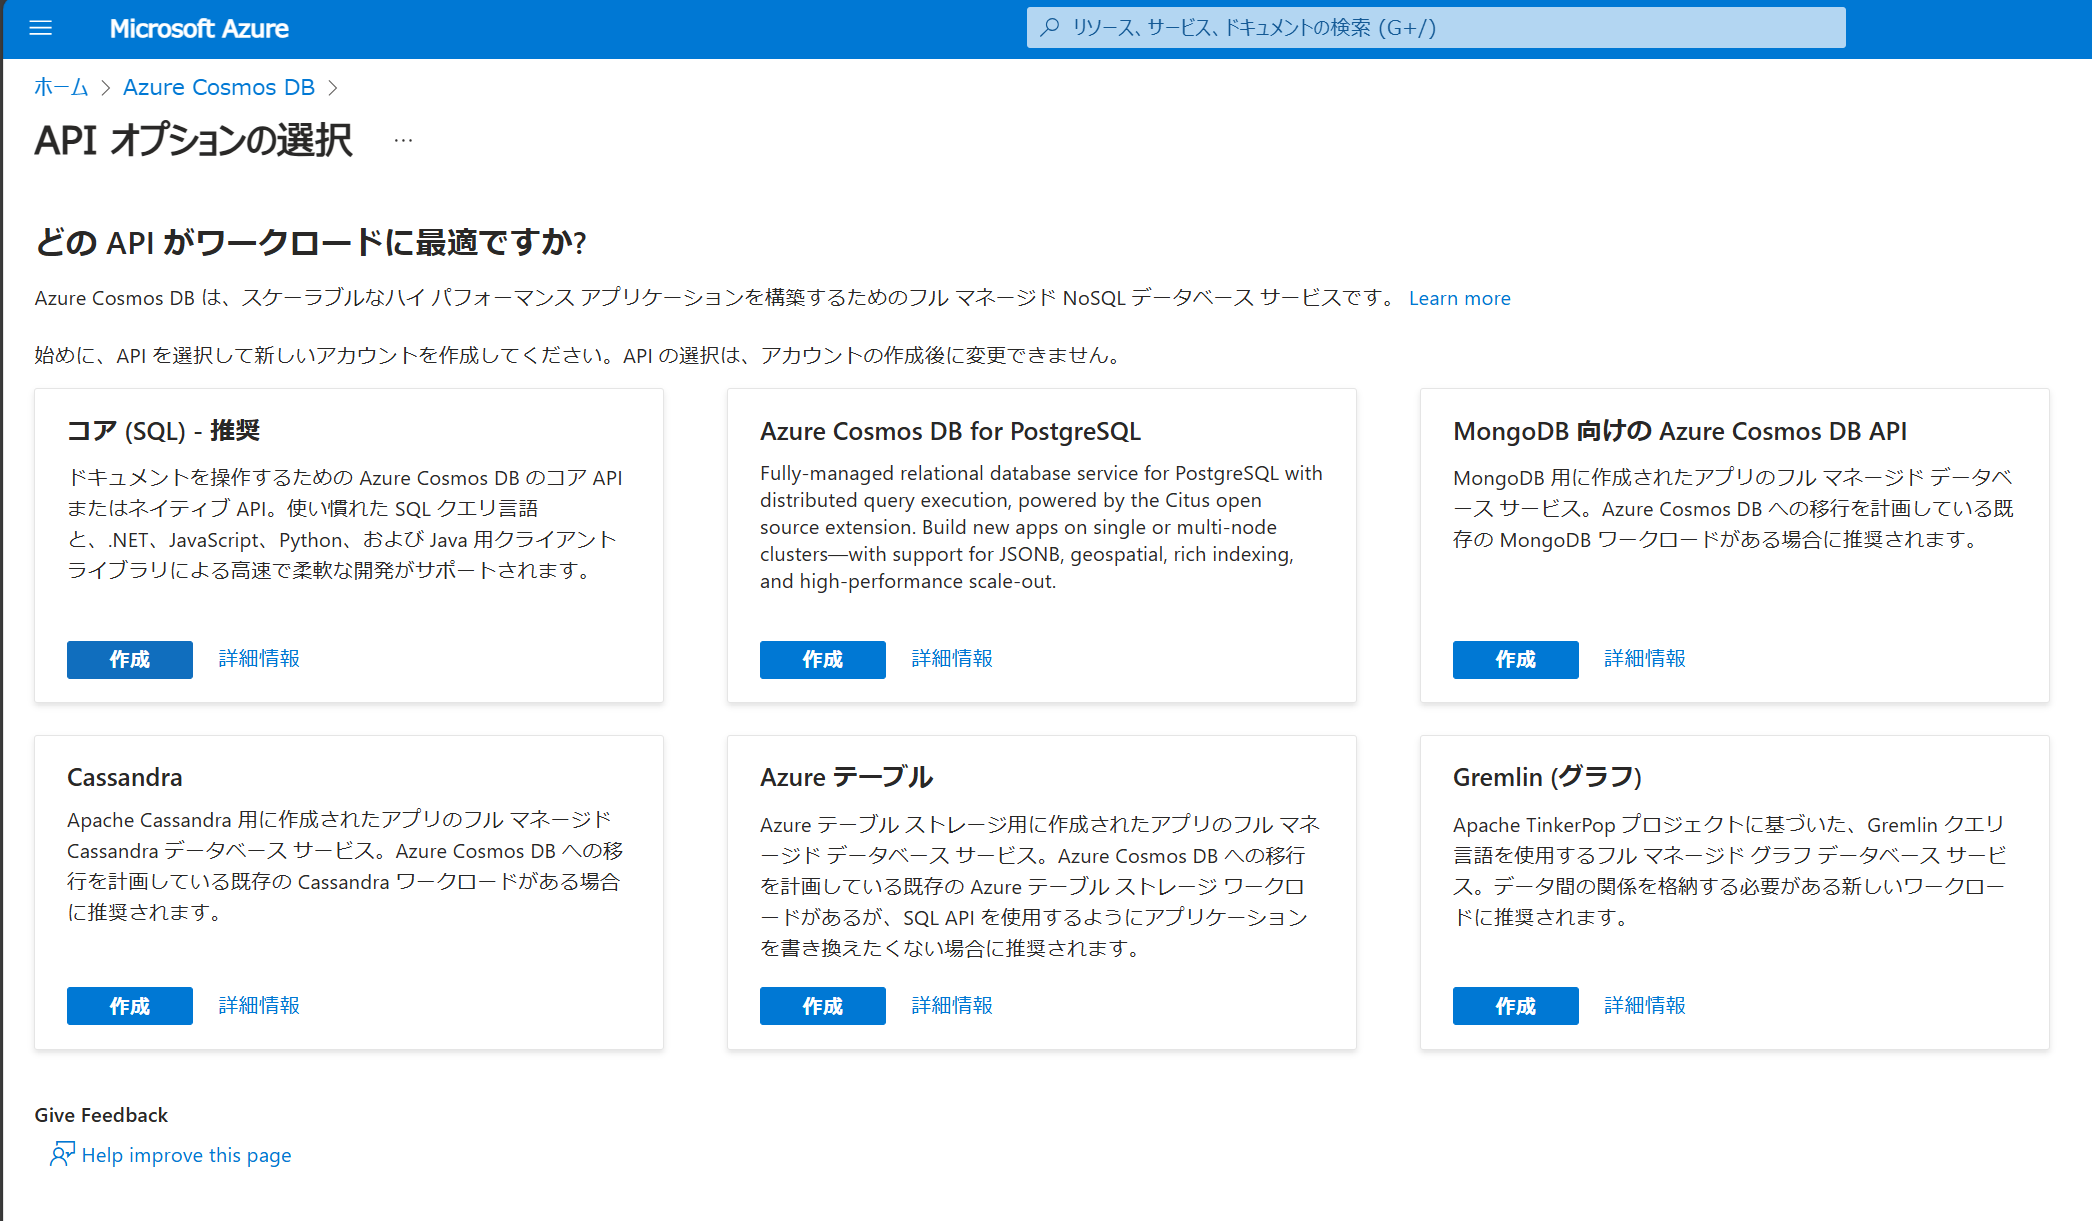 Microsoft Azure
リソース、サービス、ドキュメントの検索 (G+/)
ホーム > Azure Cosmos DB >
API オプションの選択 …
どの API がワークロードに最適ですか?
Azure Cosmos DB は、スケーラブルなハイ パフォーマンス アプリケーションを構築するためのフル マネージド NoSQL データベース サービスです。 Learn more
始めに、API を選択して新しいアカウントを作成してください。API の選択は、アカウントの作成後に変更できません。
コア (SQL) - 推奨
ドキュメントを操作するための Azure Cosmos DB のコア API
またはネイティブ API。使い慣れた SQL クエリ言語
と、.NET、JavaScript、Python、および Java 用クライアント
ライブラリによる高速で柔軟な開発がサポートされます。
作成 詳細情報
Azure Cosmos DB for PostgreSQL
Fully-managed relational database service for PostgreSQL with
distributed query execution, powered by the Citus open
source extension. Build new apps on single or multi-node
clusters—with support for JSONB, geospatial, rich indexing,
and high-performance scale-out.
作成 詳細情報
MongoDB 向けの Azure Cosmos DB API
MongoDB 用に作成されたアプリのフル マネージド データベ
ース サービス。Azure Cosmos DB への移行を計画している既
存の MongoDB ワークロードがある場合に推奨されます。
作成 詳細情報
Cassandra
Apache Cassandra 用に作成されたアプリのフル マネージド
Cassandra データベース サービス。Azure Cosmos DB への移
行を計画している既存の Cassandra ワークロードがある場合
に推奨されます。
作成 詳細情報
Azure テーブル
Azure テーブル ストレージ用に作成されたアプリのフル マネ
ージド データベース サービス。Azure Cosmos DB への移行
を計画している既存の Azure テーブル ストレージ ワークロ
ードがあるが、SQL API を使用するようにアプリケーション
を書き換えたくない場合に推奨されます。
作成 詳細情報
Gremlin (グラフ)
Apache TinkerPop プロジェクトに基づいた、Gremlin クエリ
言語を使用するフル マネージド グラフ データベース サービ
ス。データ間の関係を格納する必要がある新しいワークロー
ドに推奨されます。
作成 詳細情報
Give Feedback
Help improve this page